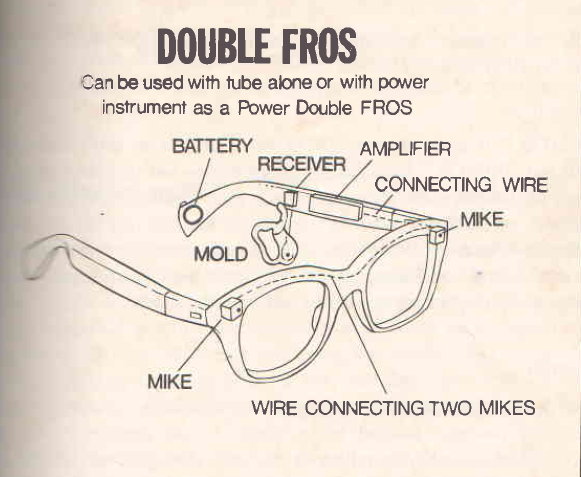 DOUBLE FROS
Can be used with tube alone or with power
instrument as a Power Double FROS
BATTERY
RECEIVER
AMPLIFIER
CONNECTING WIRE
MIKE
MOLD
MIKE
WIRE CONNECTING TWO MIKES